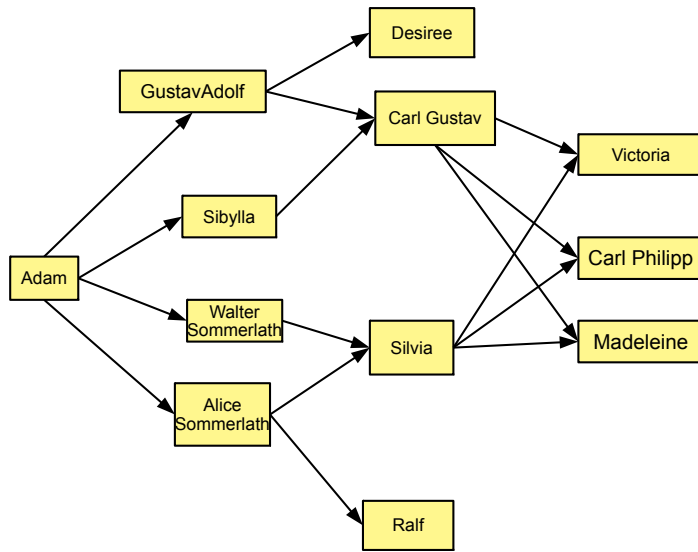 Desiree
GustavAdolf
Carl Gustav
Victoria
Sibylla
Carl Philipp
Adam
Walter
Sommerlath
Silvia
Madeleine
Alice
Sommerlath
Ralf